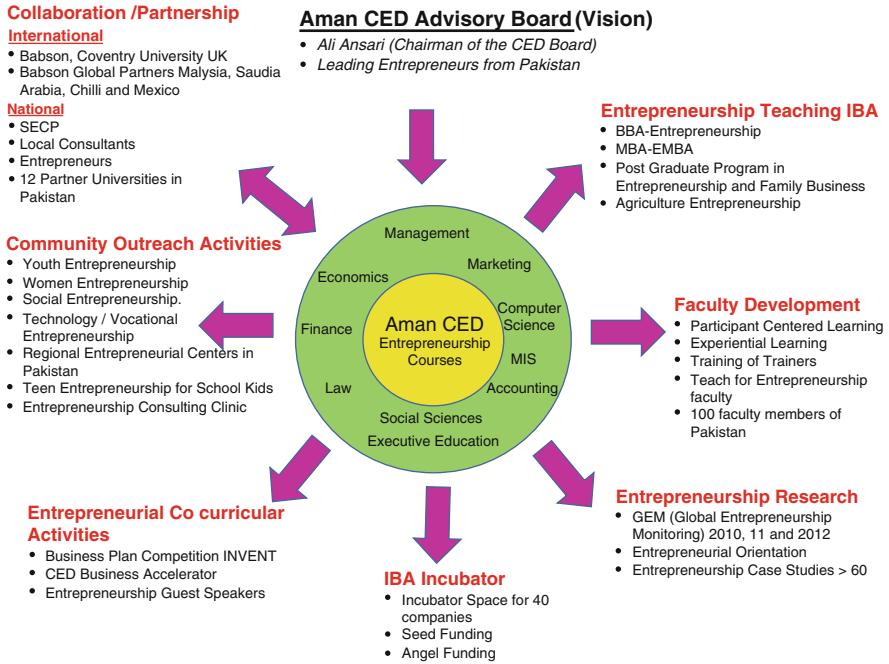 Collaboration /Partnership
International
• Babson, Coventry University UK
• Babson Global Partners Malysia, Saudia
Arabia, Chilli and Mexico
National
• SECP
• Local Consultants
• Entrepreneurs
• 12 Partner Universities in
Pakistan
Aman CED Advisory Board (Vision)
• Ali Ansari (Chairman of the CED Board)
• Leading Entrepreneurs from Pakistan
Entrepreneurship Teaching IBA
• BBA-Entrepreneurship
• MBA-EMBA
• Post Graduate Program in
Entrepreneurship and Family Business
• Agriculture Entrepreneurship
Community Outreach Activities
• Youth Entrepreneurship
• Women Entrepreneurship
• Social Entrepreneurship.
• Technology / Vocational
Entrepreneurship
• Regional Entrepreneurial Centers in
Pakistan
• Teen Entrepreneurship for School Kids
• Entrepreneurship Consulting Clinic
Management
Marketing
Economics
Computer
Science
Finance
MIS
Law
Accounting
Social Sciences
Executive Education
Aman CED
Entrepreneurship
Courses
Faculty Development
• Participant Centered Learning
• Experiential Learning
• Training of Trainers
• Teach for Entrepreneurship
faculty
• 100 faculty members of
Pakistan
Entrepreneurial Co curricular
Activities
• Business Plan Competition INVENT
• CED Business Accelerator
• Entrepreneurship Guest Speakers
IBA Incubator
• Incubator Space for 40
companies
• Seed Funding
• Angel Funding
Entrepreneurship Research
• GEM (Global Entrepreneurship
Monitoring) 2010, 11 and 2012
• Entrepreneurial Orientation
• Entrepreneurship Case Studies > 60